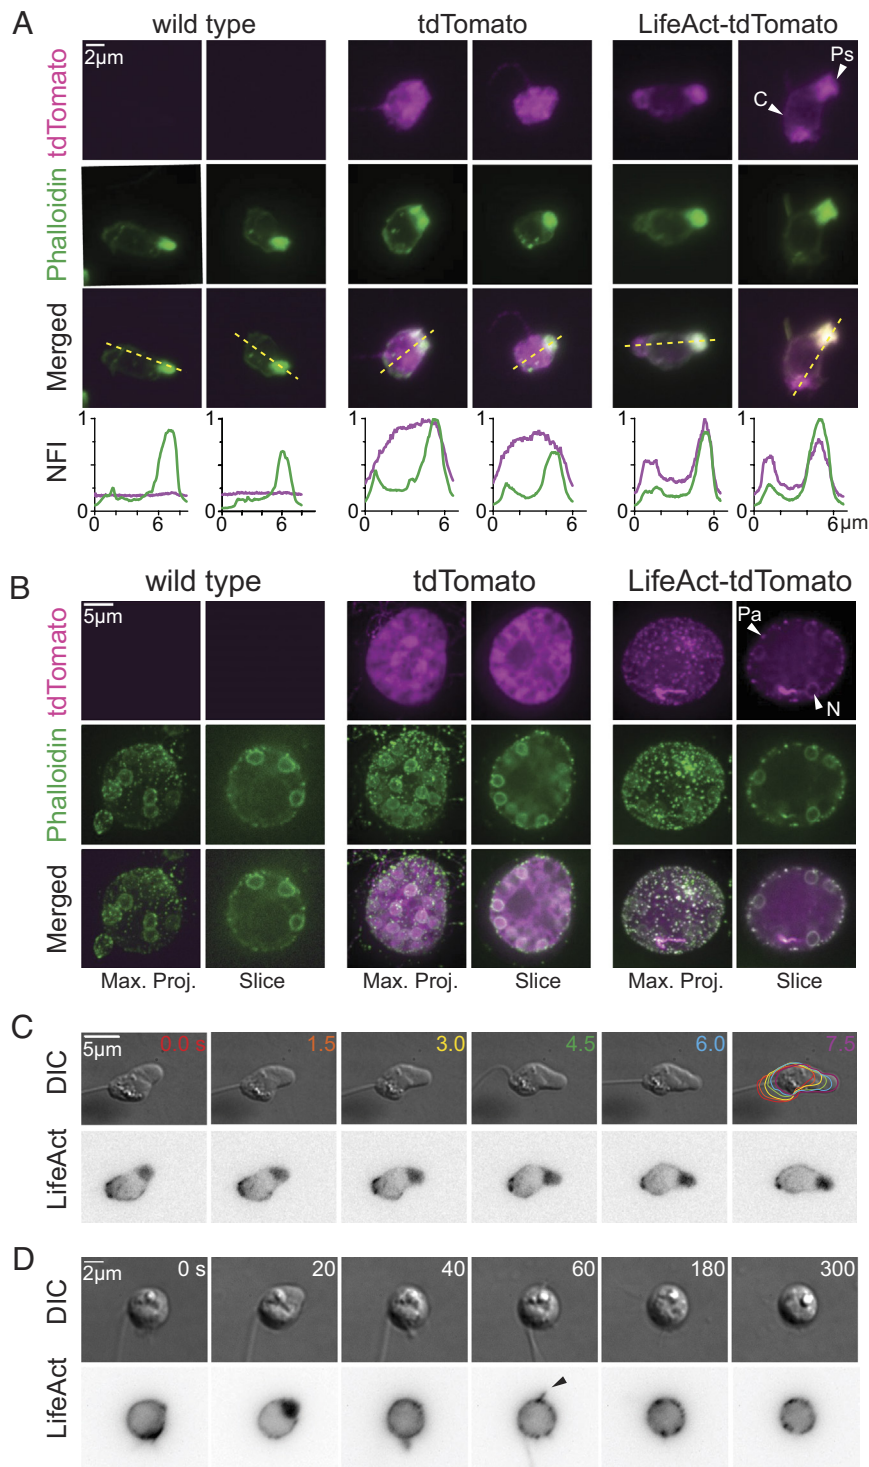 A
wild type tdTomato LifeAct-tdTomato
2µm
tdTomato
Ps
C
Phalloidin
Merged
NFI
1 1 1 1 1 1
0 0 0 0 0 0
0 6 0 6 0 6 0 6 0 6 0 6 µm
B
wild type tdTomato LifeAct-tdTomato
5µm
tdTomato
Pa
N
Phalloidin
Merged
Max. Proj. Slice Max. Proj. Slice Max. Proj. Slice
C
5µm
DIC
0.0 s 1.5 3.0 4.5 6.0 7.5
LifeAct
D
2µm
DIC
0 s 20 40 60 180 300
LifeAct